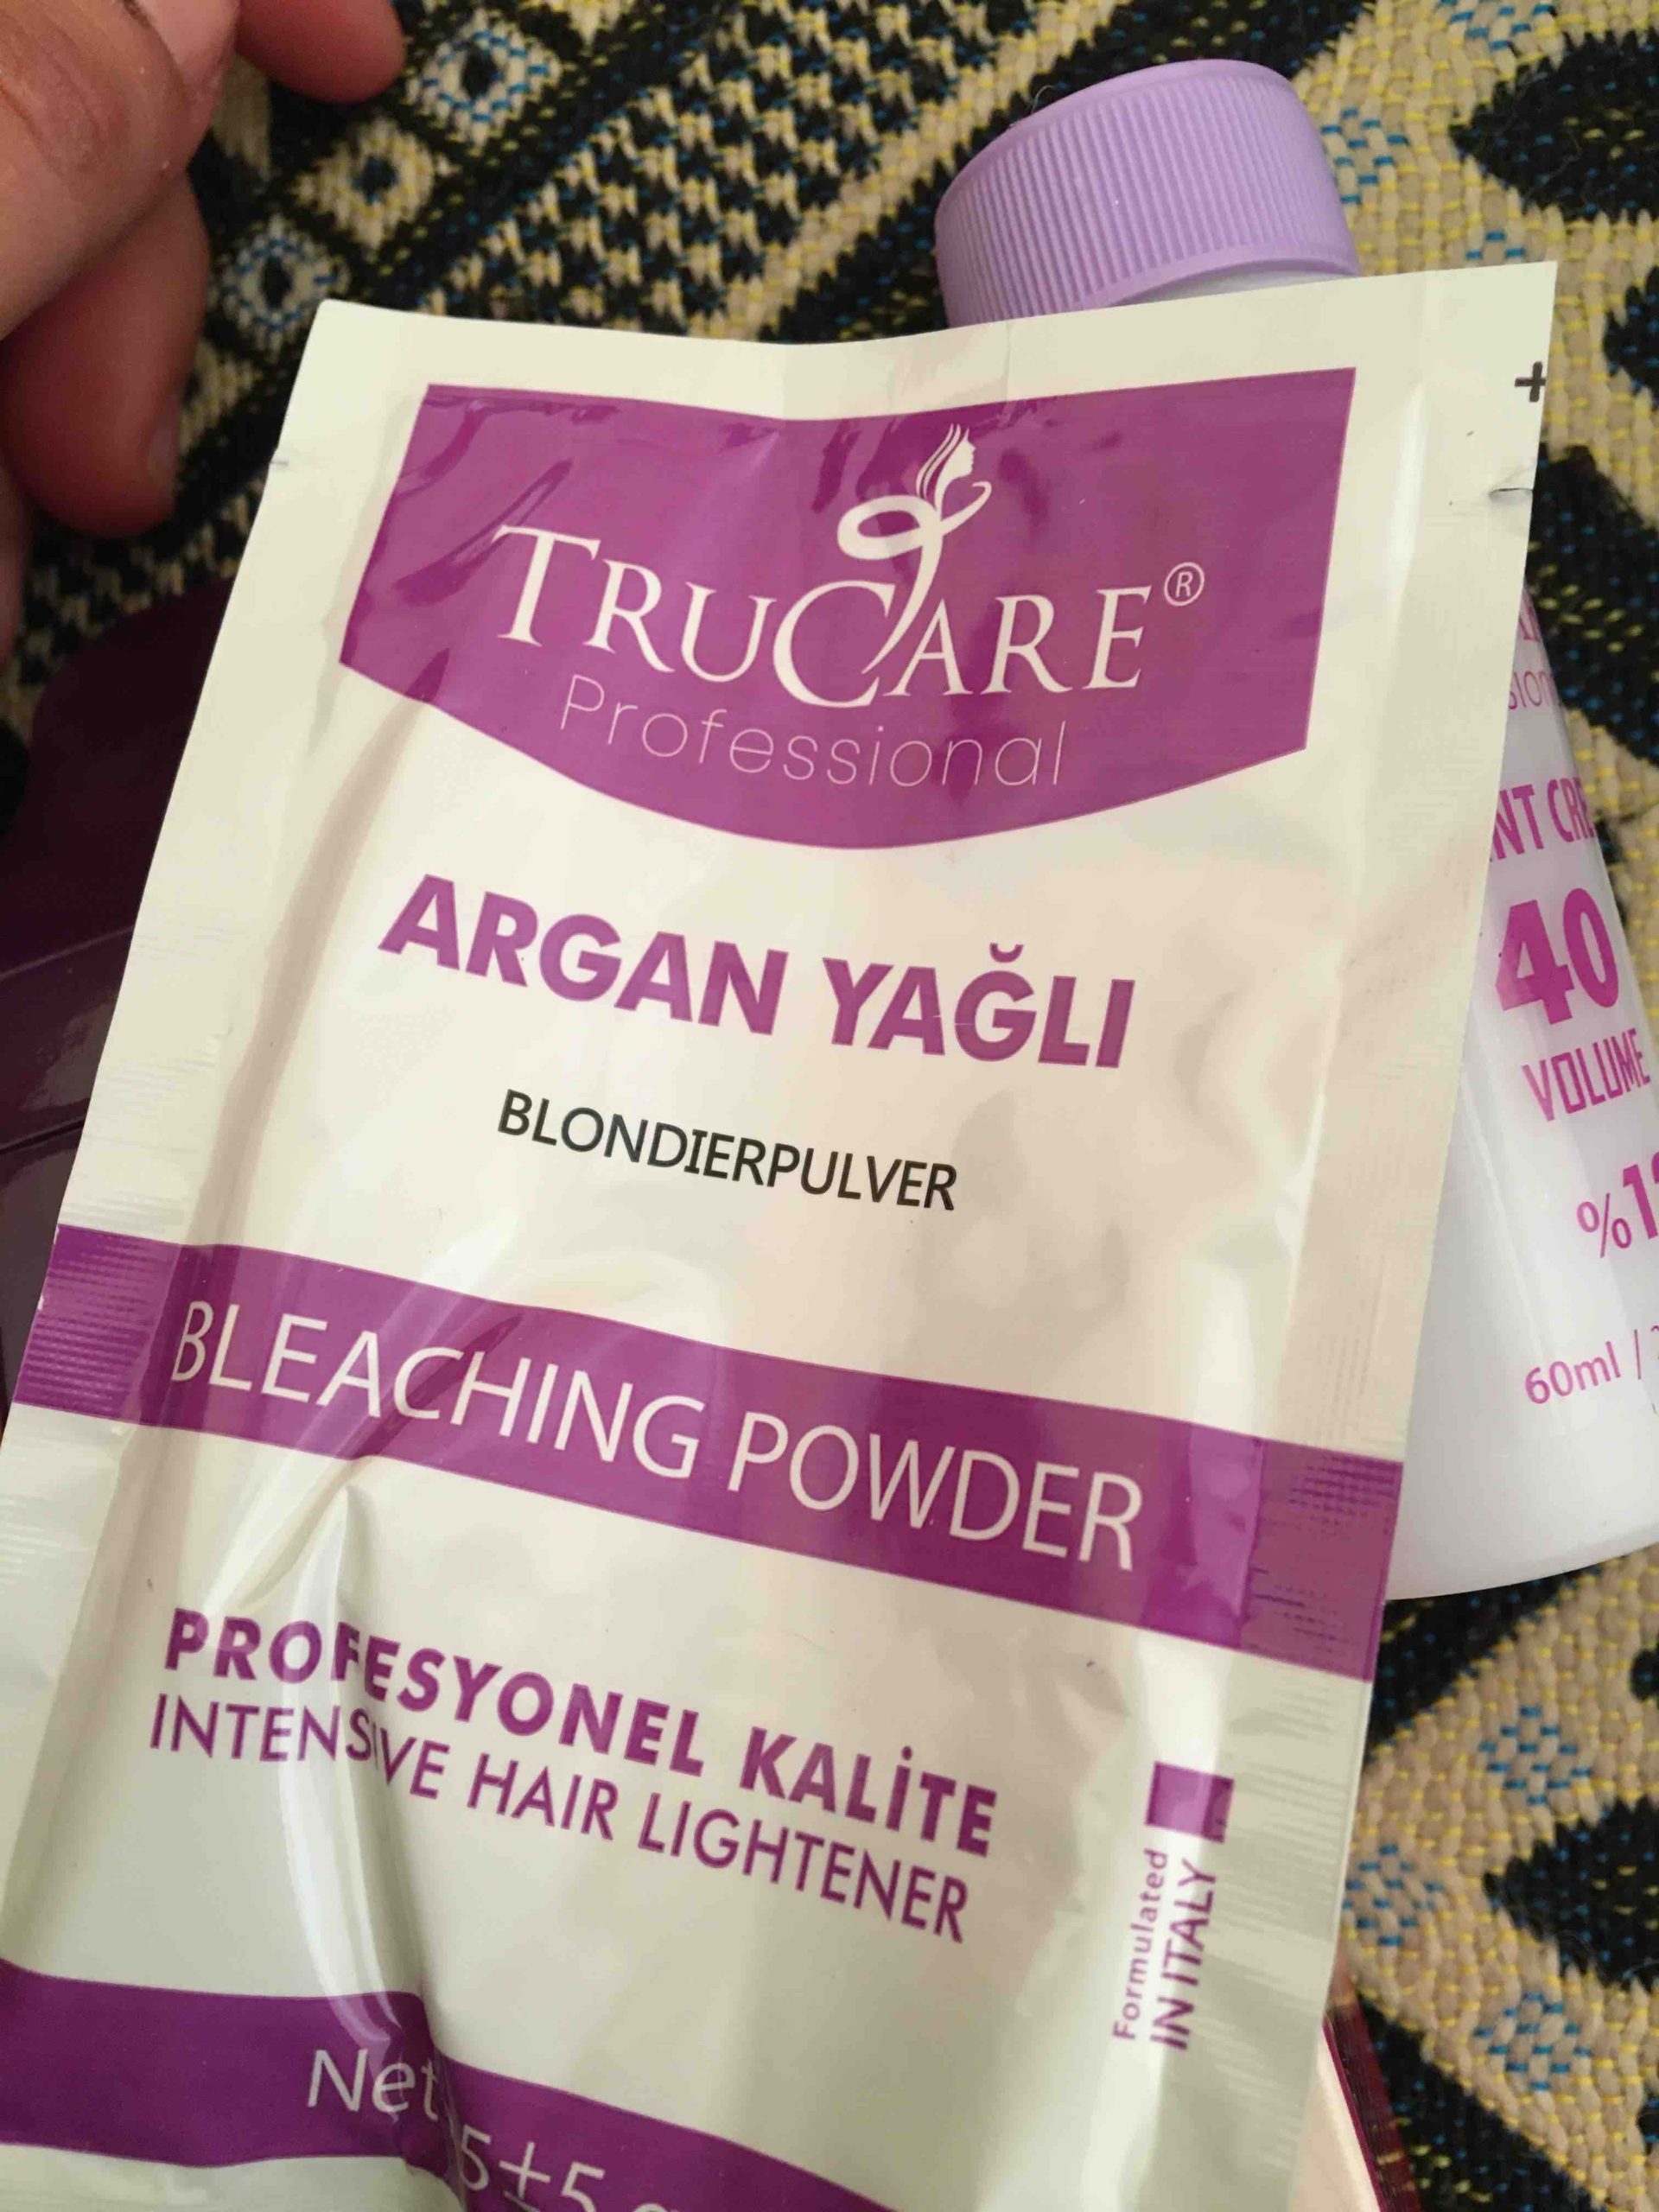 TRUCARE®
Professional
ARGAN YAĞLI
BLONDIERPULVER
BLEACHING POWDER
PROFESYONEL KALİTE
INTENSIVE HAIR LIGHTENER
Formulated
IN ITALY
Net
40
VOLUME
60ml /